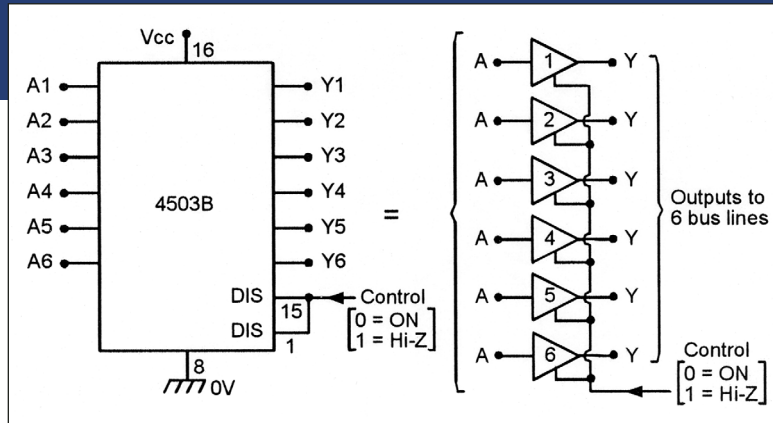 Vcc
16
A1
A2
A3
A4
A5
A6
4503B
Y1
Y2
Y3
Y4
Y5
Y6
DIS
15
DIS
1
Control
0 = ON
1 = Hi-Z
8
0V
=
A 1 Y
A 2 Y
A 3 Y
A 4 Y
A 5 Y
A 6 Y
Outputs to
6 bus lines
Control
0 = ON
1 = Hi-Z